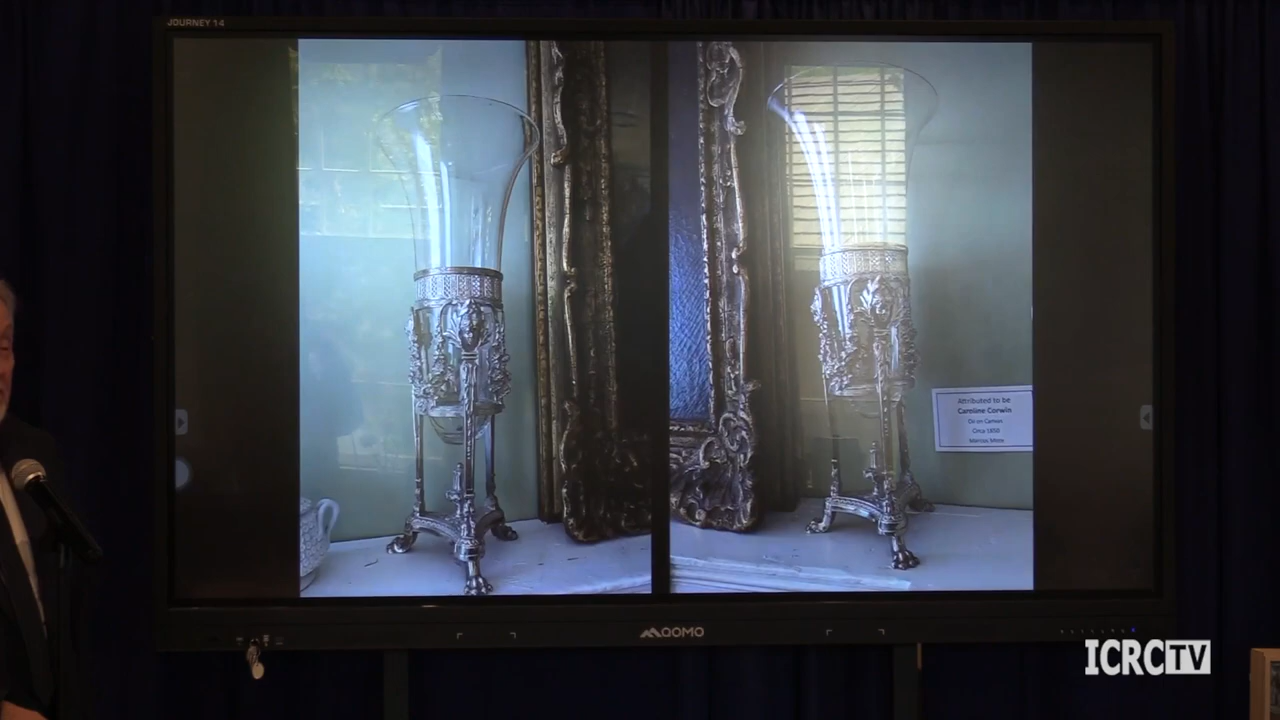 JOURNEY 14
Attributed to be
Caroline Corwin
Oil on Canvas
Circa 1850
QOMO
ICRCTV